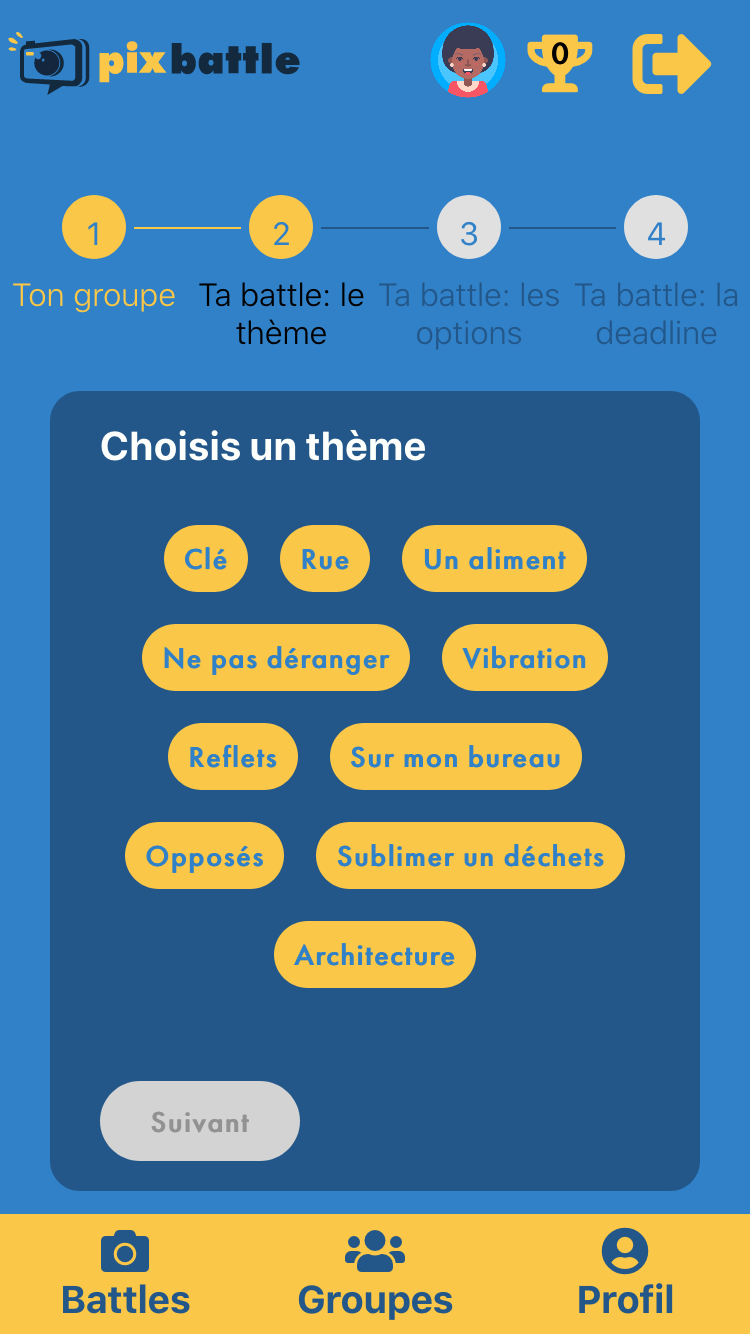 pixbattle
0
1 2 3 4
Ton groupe Ta battle: le thème Ta battle: les options Ta battle: la deadline
Choisis un thème
Clé Rue Un aliment
Ne pas déranger Vibration
Reflets Sur mon bureau
Opposés Sublimer un déchets
Architecture
Suivant
Battles Groupes Profil